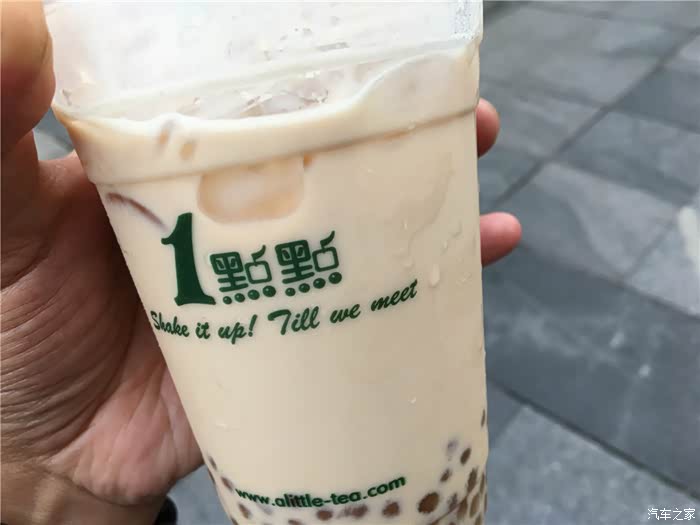 1點點
Shake it up! Till we meet
www.alittle-tea.com
汽车之家